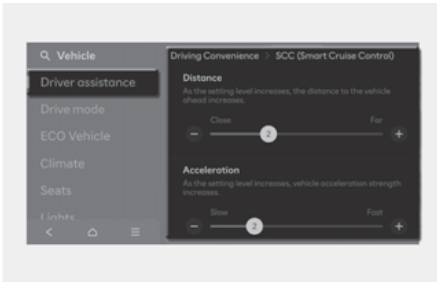 Vehicle
Driver assistance
Drive mode
ECO Vehicle
Climate
Seats
Lights
Driving Convenience > SCC (Smart Cruise Control)
Distance
As the setting level increases, the distance to the vehicle
ahead increases.
Close Far
2
Acceleration
As the setting level increases, vehicle acceleration strength
increases.
Slow Fast
2